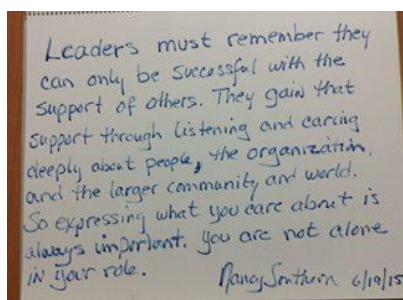 Leaders must remember they
can only be successful with the
support of others. They gain that
support through listening and caring
deeply about people, the organization,
and the larger community and world.
So expressing what you care about is
always important. You are not alone
in your role.
Nancy Southern 6/19/15